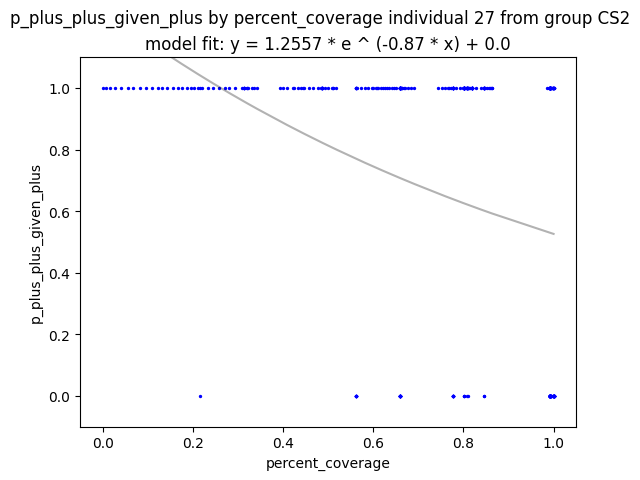 p_plus_plus_given_plus by percent_coverage individual 27 from group CS2
model fit: y = 1.2557 * e ^ (-0.87 * x) + 0.0
1.0
0.8
0.6
0.4
0.2
0.0
p_plus_plus_given_plus
0.0 0.2 0.4 0.6 0.8 1.0
percent_coverage